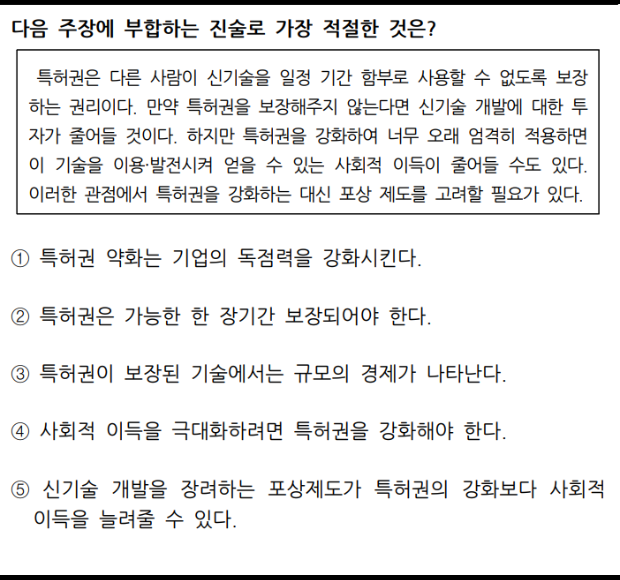 다음 주장에 부합하는 진술로 가장 적절한 것은?
특허권은 다른 사람이 신기술을 일정 기간 함부로 사용할 수 없도록 보장
하는 권리이다. 만약 특허권을 보장해주지 않는다면 신기술 개발에 대한 투
자가 줄어들 것이다. 하지만 특허권을 강화하여 너무 오래 엄격히 적용하면
이 기술을 이용·발전시켜 얻을 수 있는 사회적 이득이 줄어들 수도 있다.
이러한 관점에서 특허권을 강화하는 대신 포상 제도를 고려할 필요가 있다.
① 특허권 약화는 기업의 독점력을 강화시킨다.
② 특허권은 가능한 한 장기간 보장되어야 한다.
③ 특허권이 보장된 기술에서는 규모의 경제가 나타난다.
④ 사회적 이득을 극대화하려면 특허권을 강화해야 한다.
⑤ 신기술 개발을 장려하는 포상제도가 특허권의 강화보다 사회적
이득을 늘려줄 수 있다.